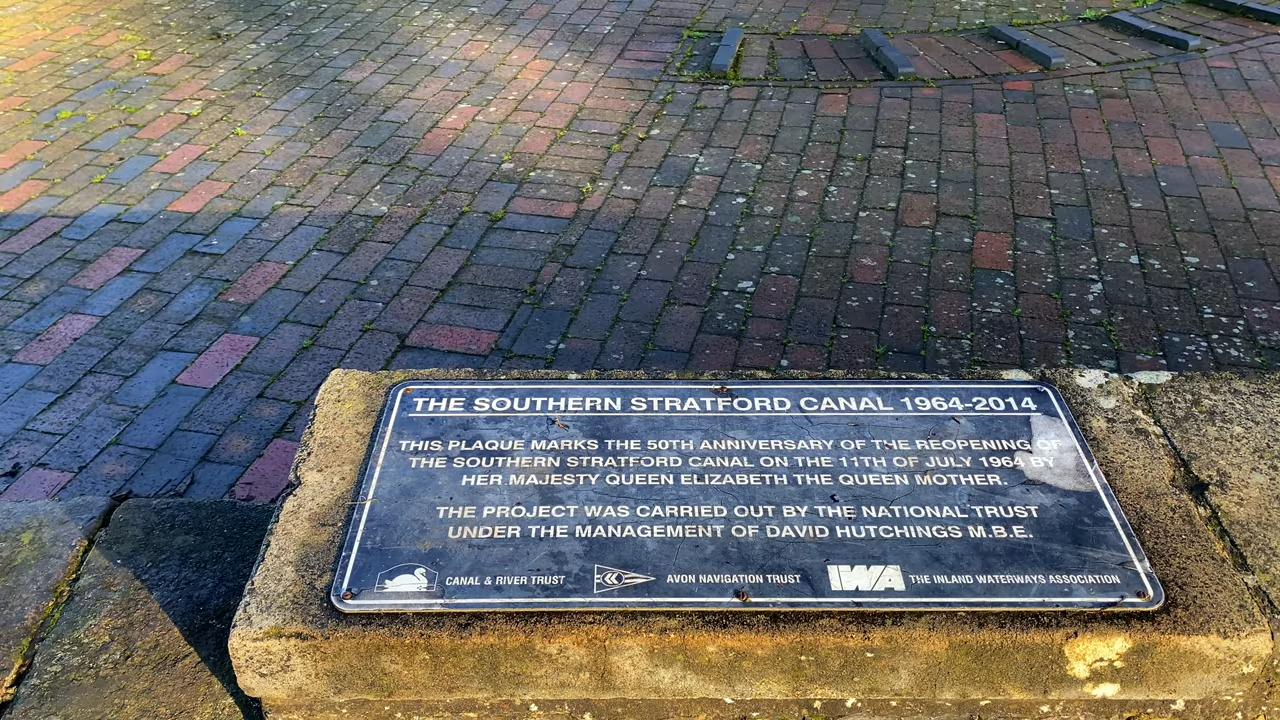 THE SOUTHERN STRATFORD CANAL 1964-2014
THIS PLAQUE MARKS THE 50TH ANNIVERSARY OF THE REOPENING OF
THE SOUTHERN STRATFORD CANAL ON THE 11TH OF JULY 1964 BY
HER MAJESTY QUEEN ELIZABETH THE QUEEN MOTHER.
THE PROJECT WAS CARRIED OUT BY THE NATIONAL TRUST
UNDER THE MANAGEMENT OF DAVID HUTCHINGS M.B.E.
CANAL & RIVER TRUST
AVON NAVIGATION TRUST
IWA THE INLAND WATERWAYS ASSOCIATION